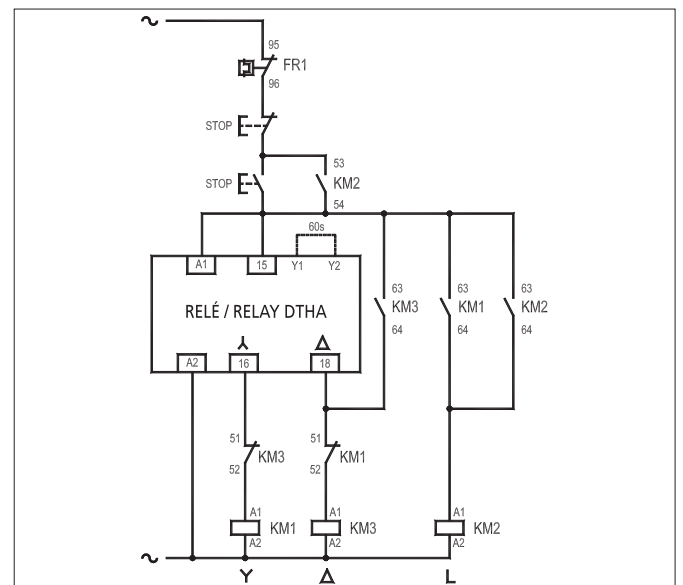 ~
95
FR1
96
STOP
53
STOP KM2
54
60s
A1 15 Y1 Y2
63 63 63
RELÉ / RELAY DTHA KM3 KM1 KM2
64 64 64
Δ
A2 16 18
51 51
KM3 KM1
52 52
A1 A1 A1
KM1 KM3 KM2
A2 A2 A2
~
Y Δ L